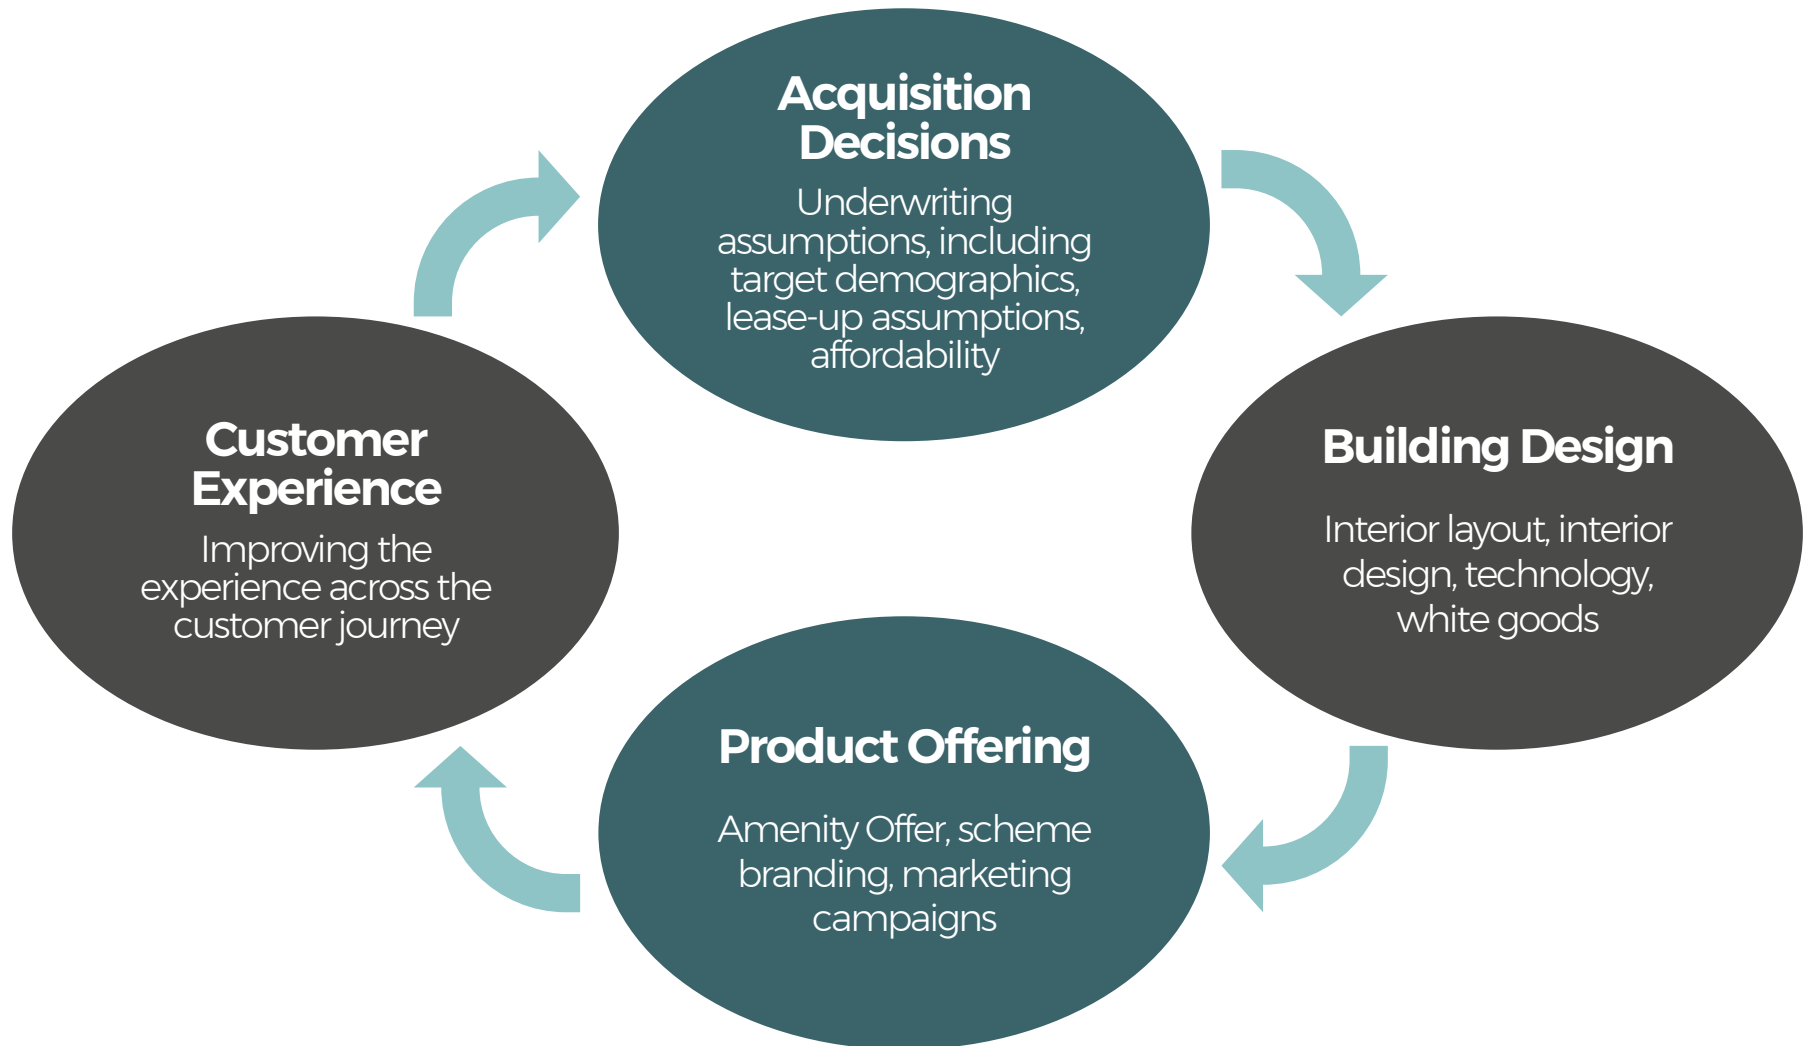 Acquisition
Decisions
Underwriting
assumptions, including
target demographics,
lease-up assumptions,
affordability
Building Design
Interior layout, interior
design, technology,
white goods
Product Offering
Amenity Offer, scheme
branding, marketing
campaigns
Customer
Experience
Improving the
experience across the
customer journey